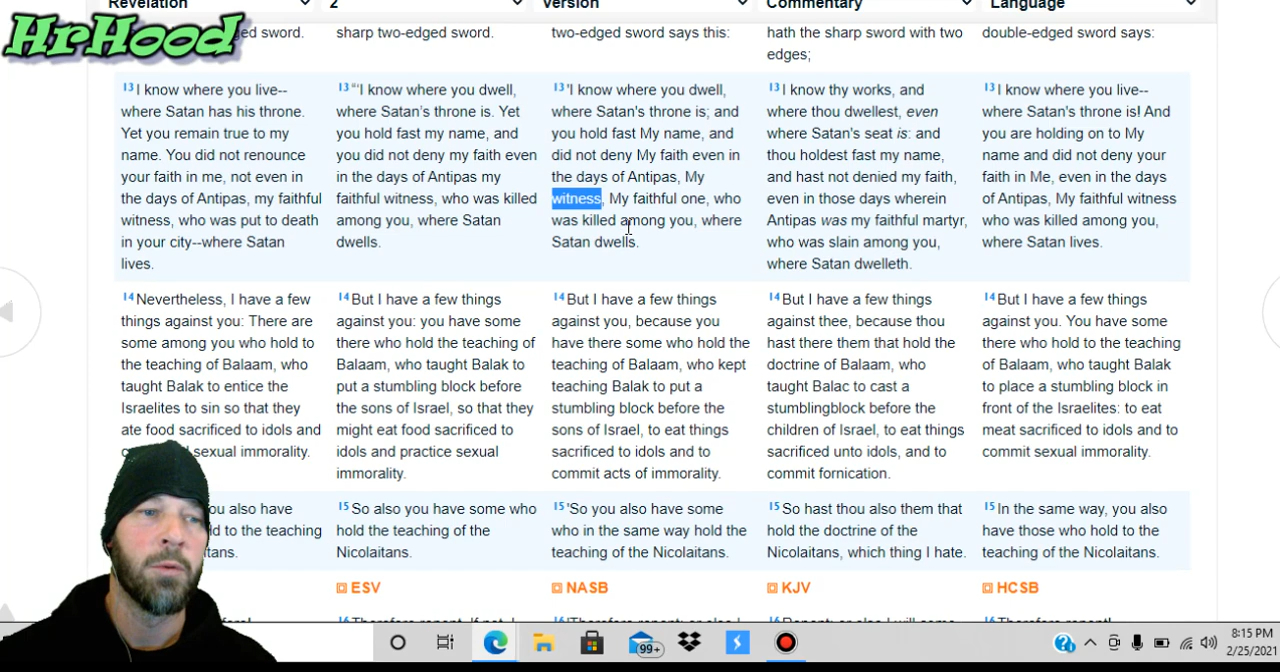 HrHood
Revelation
2
Version
Commentary
Language
ed sword.
sharp two-edged sword.
two-edged sword says this:
hath the sharp sword with two
edges;
double-edged sword says:
13 I know where you live--
where Satan has his throne.
Yet you remain true to my
name. You did not renounce
your faith in me, not even in
the days of Antipas, my faithful
witness, who was put to death
in your city--where Satan
lives.
13 “‘I know where you dwell,
where Satan’s throne is. Yet
you hold fast my name, and
you did not deny my faith even
in the days of Antipas my
faithful witness, who was killed
among you, where Satan
dwells.
13 'I know where you dwell,
where Satan's throne is; and
you hold fast My name, and
did not deny My faith even in
the days of Antipas, My
witness, My faithful one, who
was killed among you, where
Satan dwells.
13 I know thy works, and
where thou dwellest, even
where Satan's seat is: and
thou holdest fast my name,
and hast not denied my faith,
even in those days wherein
Antipas was my faithful martyr,
who was slain among you,
where Satan dwelleth.
13 I know where you live--
where Satan's throne is! And
you are holding on to My
name and did not deny your
faith in Me, even in the days
of Antipas, My faithful witness
who was killed among you,
where Satan lives.
14 Nevertheless, I have a few
things against you: There are
some among you who hold to
the teaching of Balaam, who
taught Balak to entice the
Israelites to sin so that they
ate food sacrificed to idols and
sexual immorality.
14 But I have a few things
against you: you have some
there who hold the teaching of
Balaam, who taught Balak to
put a stumbling block before
the sons of Israel, so that they
might eat food sacrificed to
idols and practice sexual
immorality.
14 But I have a few things
against you, because you
have there some who hold the
teaching of Balaam, who kept
teaching Balak to put a
stumbling block before the
sons of Israel, to eat things
sacrificed to idols and to
commit acts of immorality.
14 But I have a few things
against thee, because thou
hast there them that hold the
doctrine of Balaam, who
taught Balac to cast a
stumblingblock before the
children of Israel, to eat things
sacrificed unto idols, and to
commit fornication.
14 But I have a few things
against you. You have some
there who hold to the teaching
of Balaam, who taught Balak
to place a stumbling block in
front of the Israelites: to eat
meat sacrificed to idols and to
commit sexual immorality.
ou also have
ld to the teaching
tans.
15 So also you have some who
hold the teaching of the
Nicolaitans.
15 'So you also have some
who in the same way hold the
teaching of the Nicolaitans.
15 So hast thou also them that
hold the doctrine of the
Nicolaitans, which thing I hate.
15 In the same way, you also
have those who hold to the
teaching of the Nicolaitans.
ESV
NASB
KJV
HCSB
99+
8:15 PM
2/25/2021